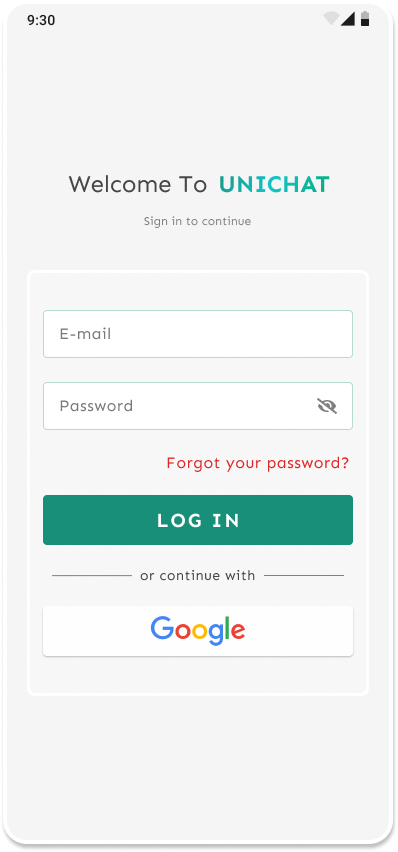 9:30
Welcome To UNICHAT
Sign in to continue
E-mail
Password
Forgot your password?
LOG IN
or continue with
Google